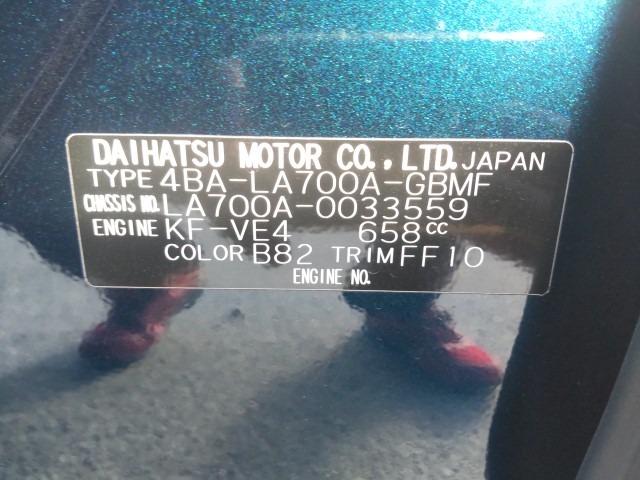 DAIHATSU MOTOR CO., LTD. JAPAN
TYPE 4BA-LA700A-GBMF
CHASSIS NO. LA700A-0033559
ENGINE KF-VE4 658CC
COLOR B82 TRIM FF10
ENGINE NO.